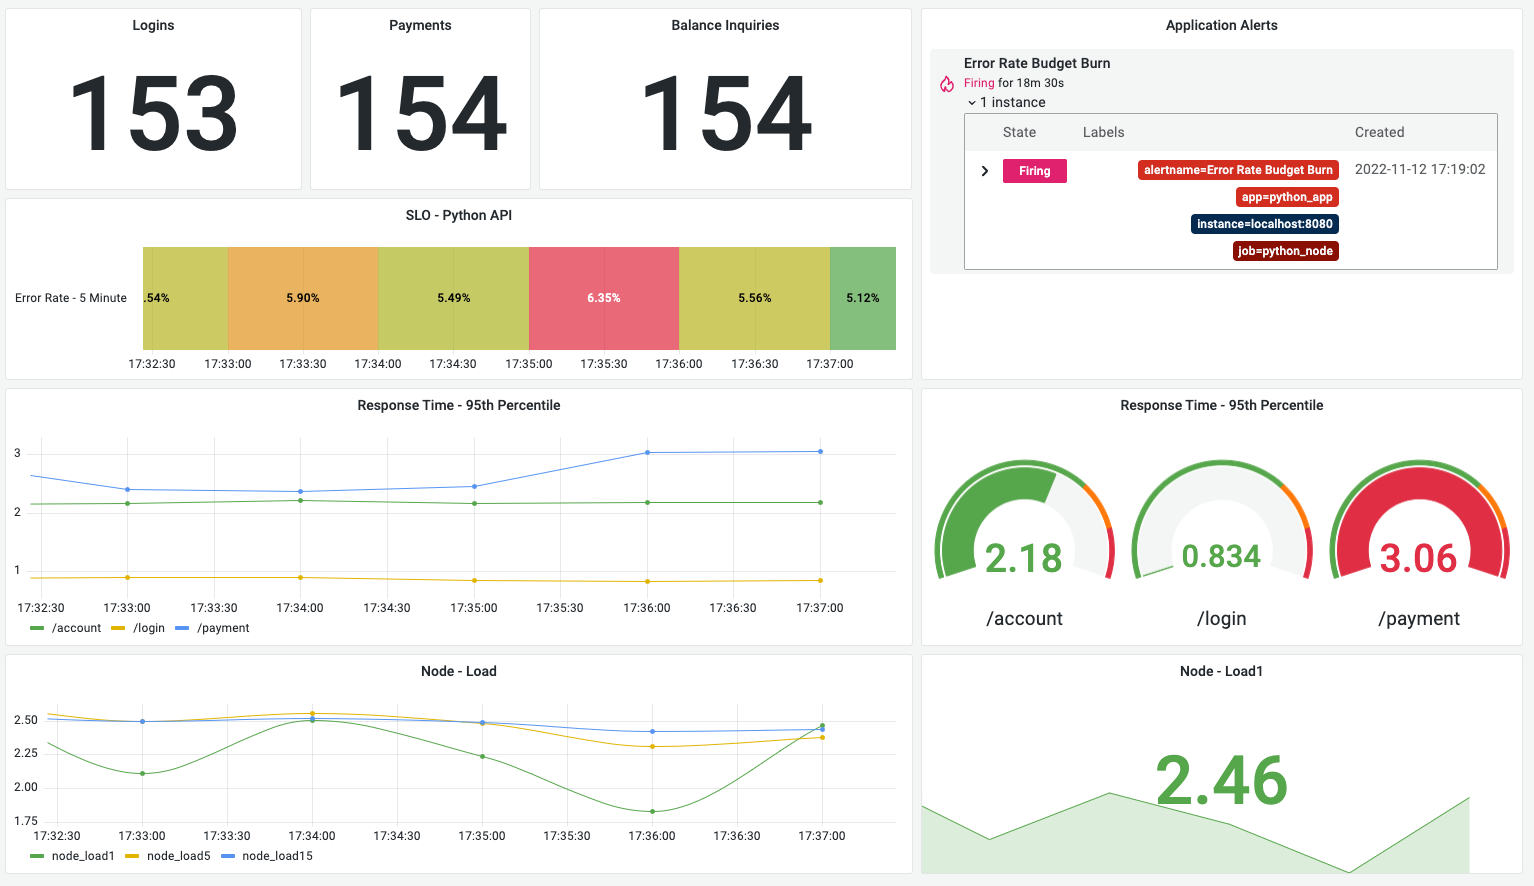 Logins
153
Payments
154
Balance Inquiries
154
Application Alerts
Error Rate Budget Burn
Firing for 18m 30s
1 instance
State Labels Created
Firing alertname=Error Rate Budget Burn 2022-11-12 17:19:02
app=python_app
instance=localhost:8080
job=python_node
SLO - Python API
Error Rate - 5 Minute .54% 5.90% 5.49% 6.35% 5.56% 5.12%
17:32:30 17:33:00 17:33:30 17:34:00 17:34:30 17:35:00 17:35:30 17:36:00 17:36:30 17:37:00
Response Time - 95th Percentile
3
2
1
17:32:30 17:33:00 17:33:30 17:34:00 17:34:30 17:35:00 17:35:30 17:36:00 17:36:30 17:37:00
/account /login /payment
Response Time - 95th Percentile
2.18 0.834 3.06
/account /login /payment
Node - Load
2.50
2.25
2.00
1.75
17:32:30 17:33:00 17:33:30 17:34:00 17:34:30 17:35:00 17:35:30 17:36:00 17:36:30 17:37:00
node_load1 node_load5 node_load15
Node - Load1
2.46